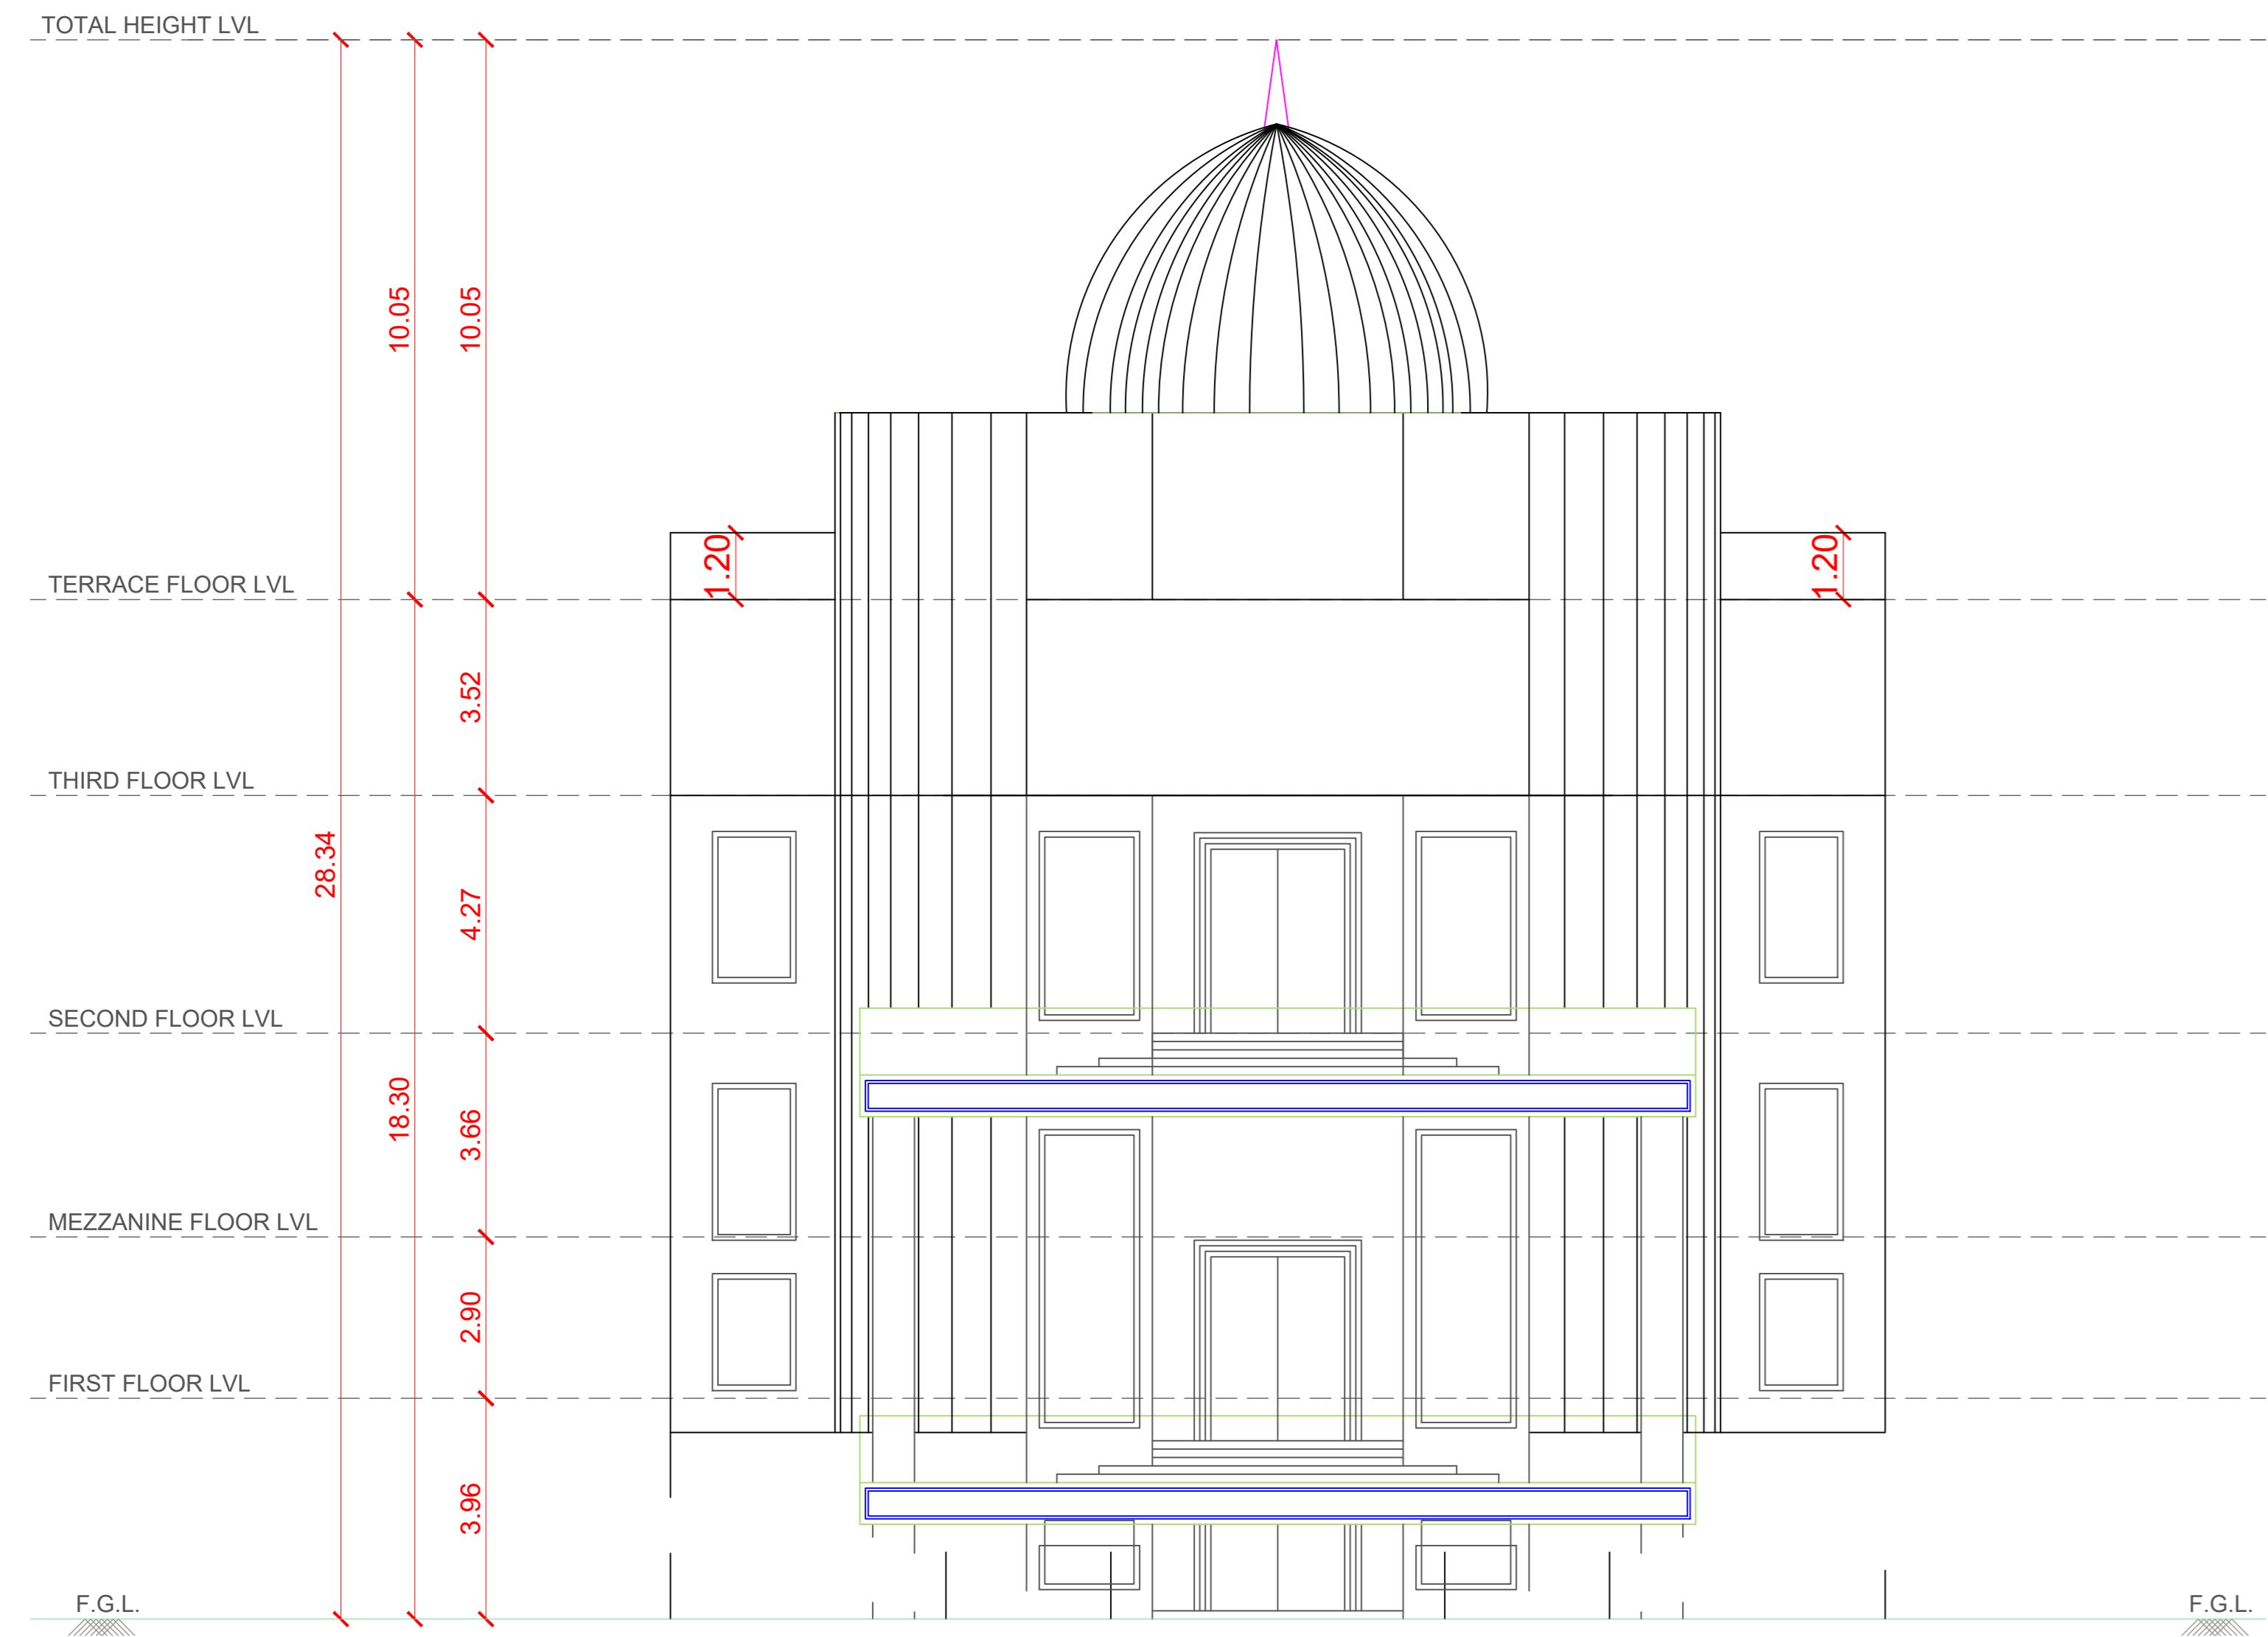 TOTAL HEIGHT LVL
10.05
10.05
1.20
1.20
TERRACE FLOOR LVL
3.52
THIRD FLOOR LVL
28.34
4.27
SECOND FLOOR LVL
18.30
3.66
MEZZANINE FLOOR LVL
2.90
FIRST FLOOR LVL
3.96
F.G.L.
F.G.L.